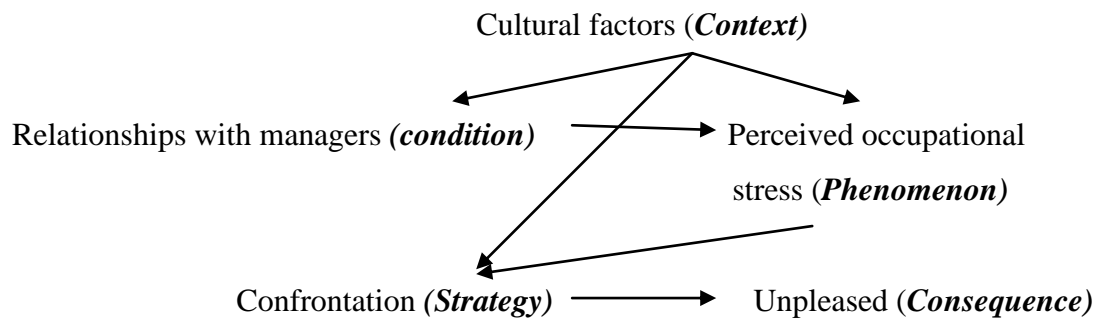 Cultural factors (Context)
Relationships with managers (condition)
Perceived occupational
stress (Phenomenon)
Confrontation (Strategy)
Unpleased (Consequence)